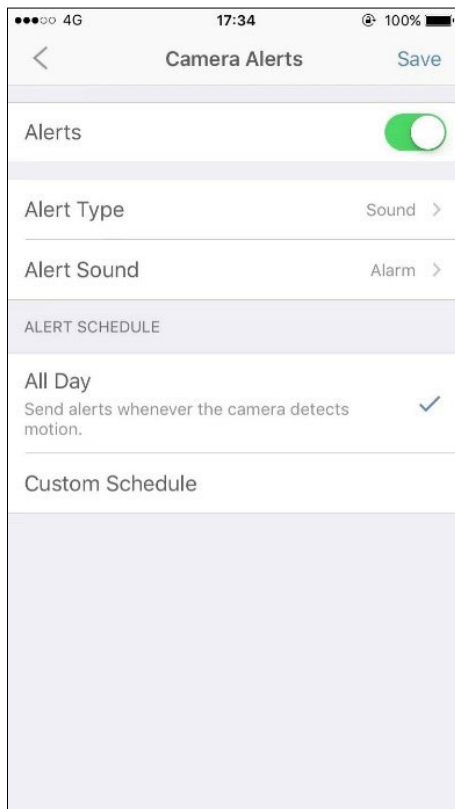 4G 17:34 100%
Camera Alerts Save
Alerts
Alert Type Sound
Alert Sound Alarm
ALERT SCHEDULE
All Day
Send alerts whenever the camera detects
motion.
Custom Schedule